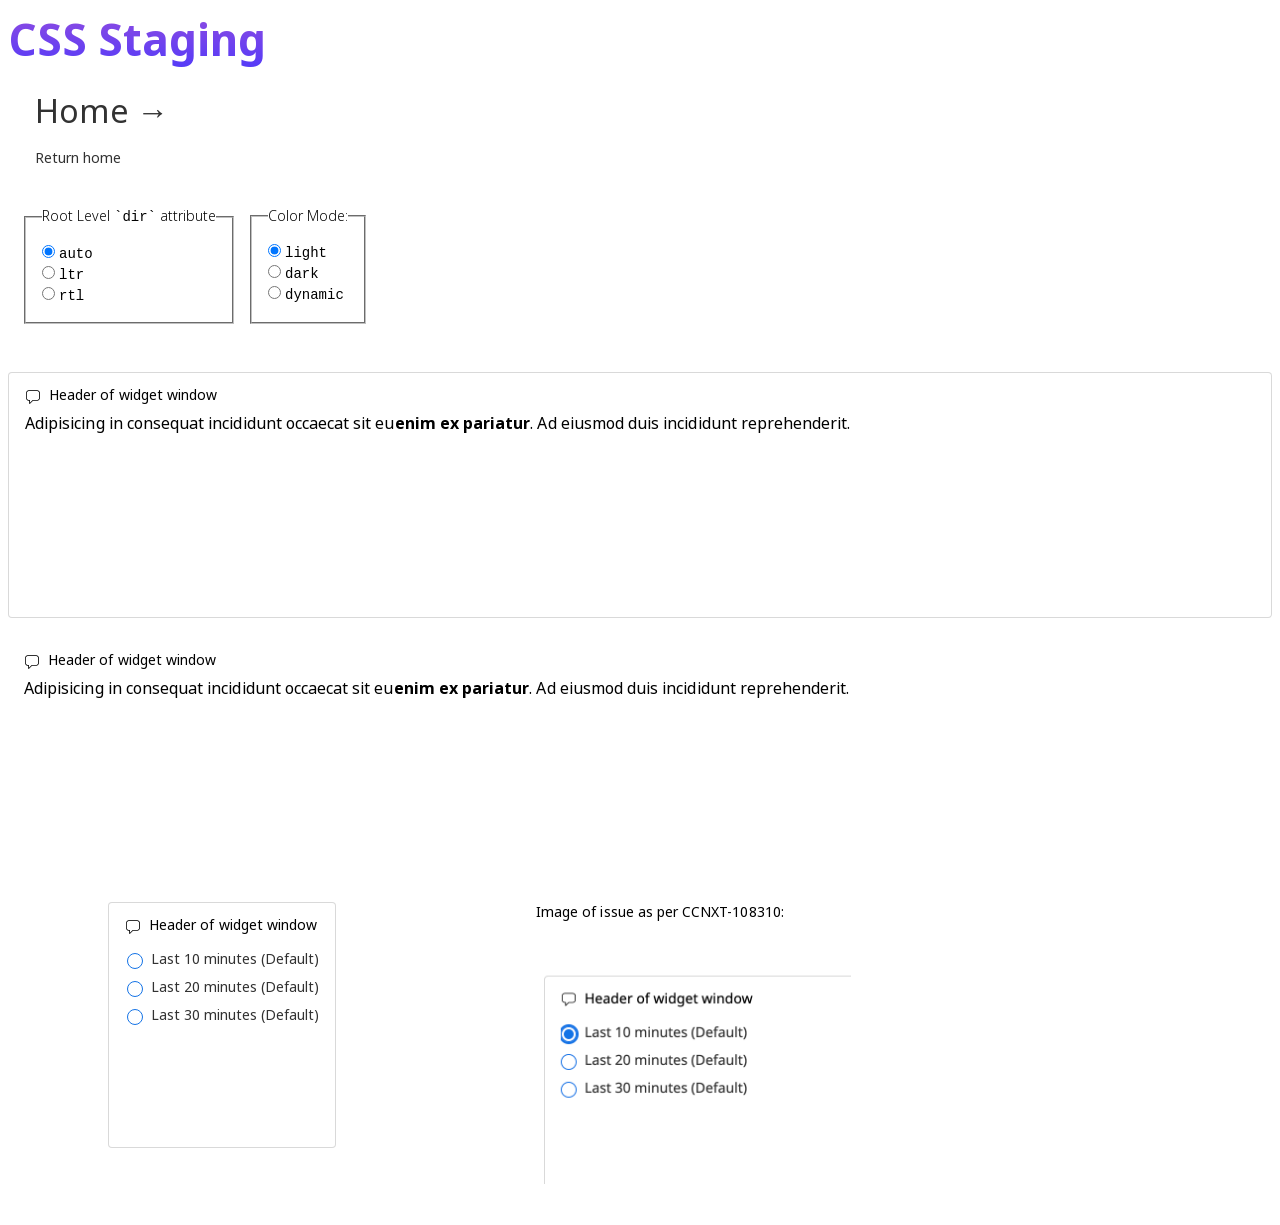 CSS Staging
Home →
Return home
Root Level `dir` attribute
auto
ltr
rtl
Color Mode:
light
dark
dynamic
Header of widget window
Adipisicing in consequat incididunt occaecat sit euenim ex pariatur. Ad eiusmod duis incididunt reprehenderit.
Header of widget window
Adipisicing in consequat incididunt occaecat sit euenim ex pariatur. Ad eiusmod duis incididunt reprehenderit.
Header of widget window
Last 10 minutes (Default)
Last 20 minutes (Default)
Last 30 minutes (Default)
Image of issue as per CCNXT-108310:
Header of widget window
Last 10 minutes (Default)
Last 20 minutes (Default)
Last 30 minutes (Default)